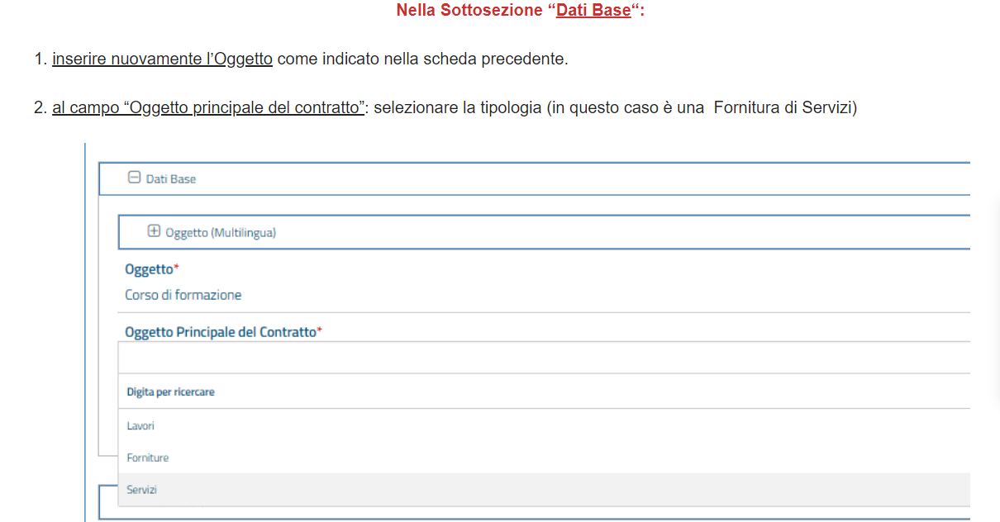 Nella Sottosezione “Dati Base“:
1. inserire nuovamente l’Oggetto come indicato nella scheda precedente.
2. al campo “Oggetto principale del contratto”: selezionare la tipologia (in questo caso è una Fornitura di Servizi)
Dati Base
Oggetto (Multilingua)
Oggetto*
Corso di formazione
Oggetto Principale del Contratto*
Digita per ricercare
Lavori
Forniture
Servizi